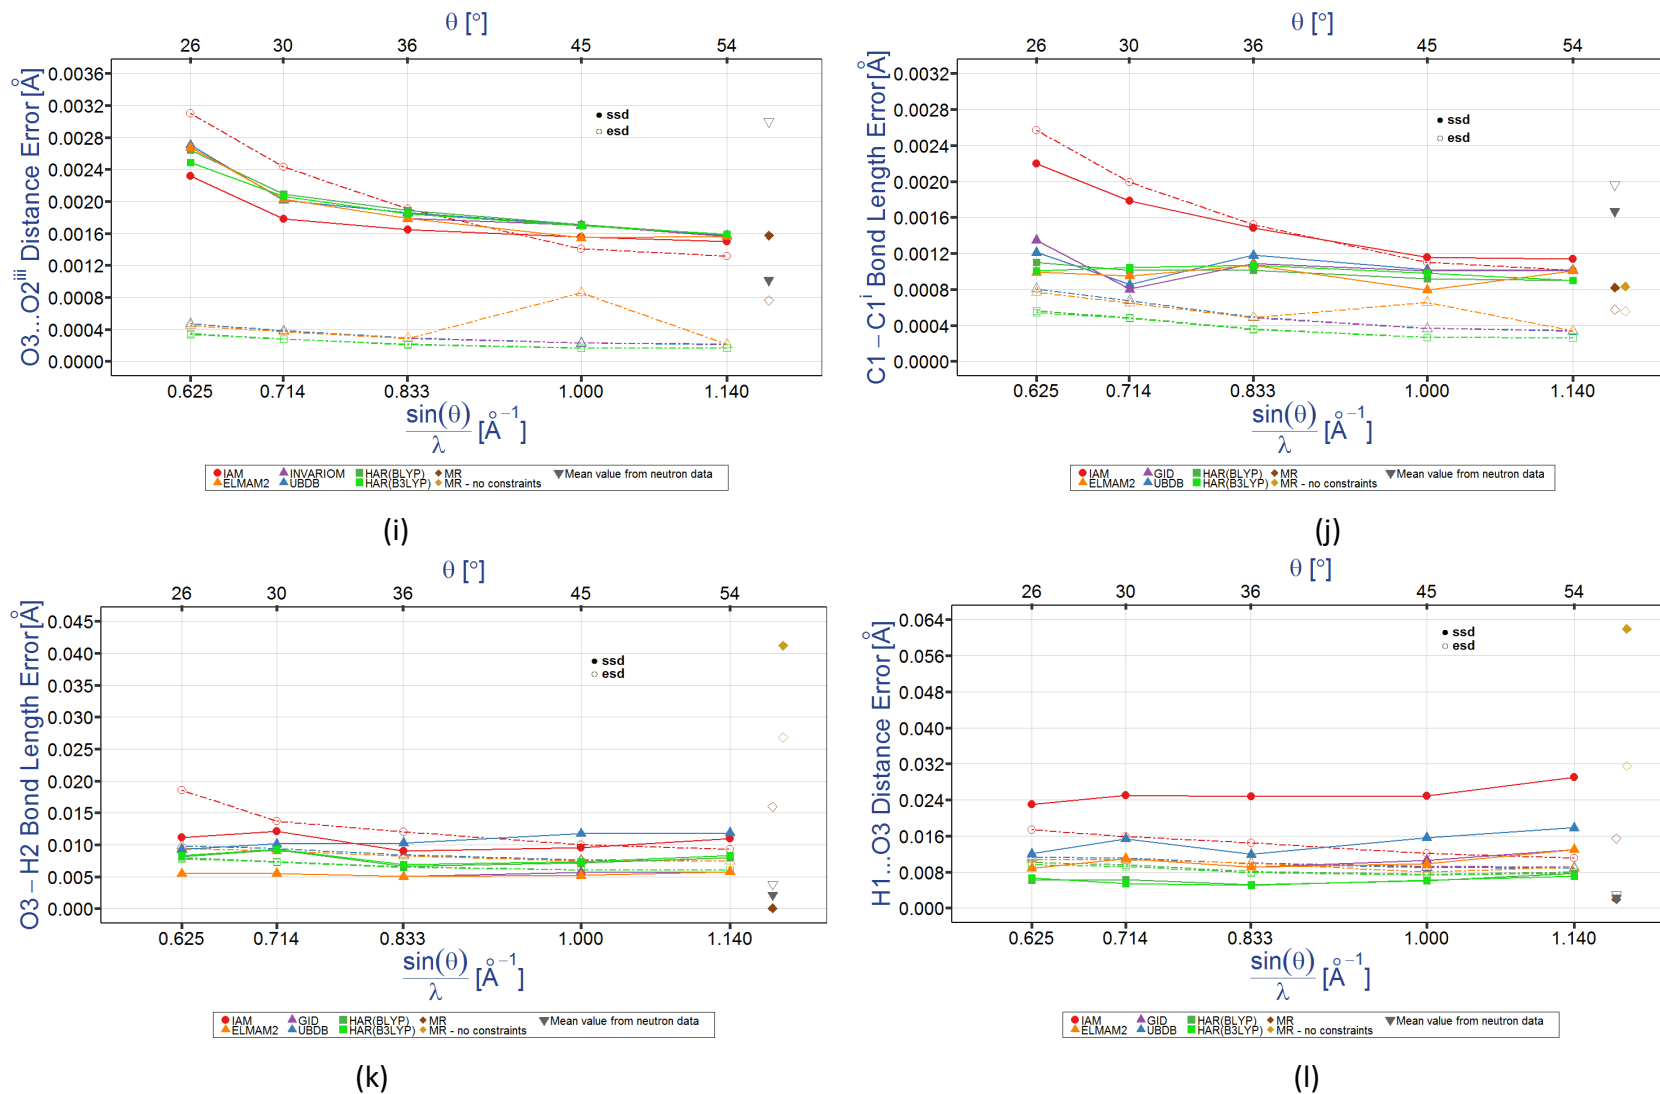 θ [°]
26 30 36 45 54
O3...O2ⁱⁱⁱ Distance Error [Å]
0.0036
0.0032
0.0028
0.0024
0.0020
0.0016
0.0012
0.0008
0.0004
0.0000
ssd
esd
0.625 0.714 0.833 1.000 1.140
sin(θ)/λ [Å⁻¹]
IAM INVARIOM HAR(BLYP) MR Mean value from neutron data
ELMAM2 UBDB HAR(B3LYP) MR - no constraints
(i)
θ [°]
26 30 36 45 54
C1 – C1ⁱ Bond Length Error [Å]
0.0032
0.0028
0.0024
0.0020
0.0016
0.0012
0.0008
0.0004
0.0000
ssd
esd
0.625 0.714 0.833 1.000 1.140
sin(θ)/λ [Å⁻¹]
IAM GID HAR(BLYP) MR Mean value from neutron data
ELMAM2 UBDB HAR(B3LYP) MR - no constraints
(j)
θ [°]
26 30 36 45 54
O3 – H2 Bond Length Error [Å]
0.045
0.040
0.035
0.030
0.025
0.020
0.015
0.010
0.005
0.000
ssd
esd
0.625 0.714 0.833 1.000 1.140
sin(θ)/λ [Å⁻¹]
IAM GID HAR(BLYP) MR Mean value from neutron data
ELMAM2 UBDB HAR(B3LYP) MR - no constraints
(k)
θ [°]
26 30 36 45 54
H1...O3 Distance Error [Å]
0.064
0.056
0.048
0.040
0.032
0.024
0.016
0.008
0.000
ssd
esd
0.625 0.714 0.833 1.000 1.140
sin(θ)/λ [Å⁻¹]
IAM GID HAR(BLYP) MR Mean value from neutron data
ELMAM2 UBDB HAR(B3LYP) MR - no constraints
(l)